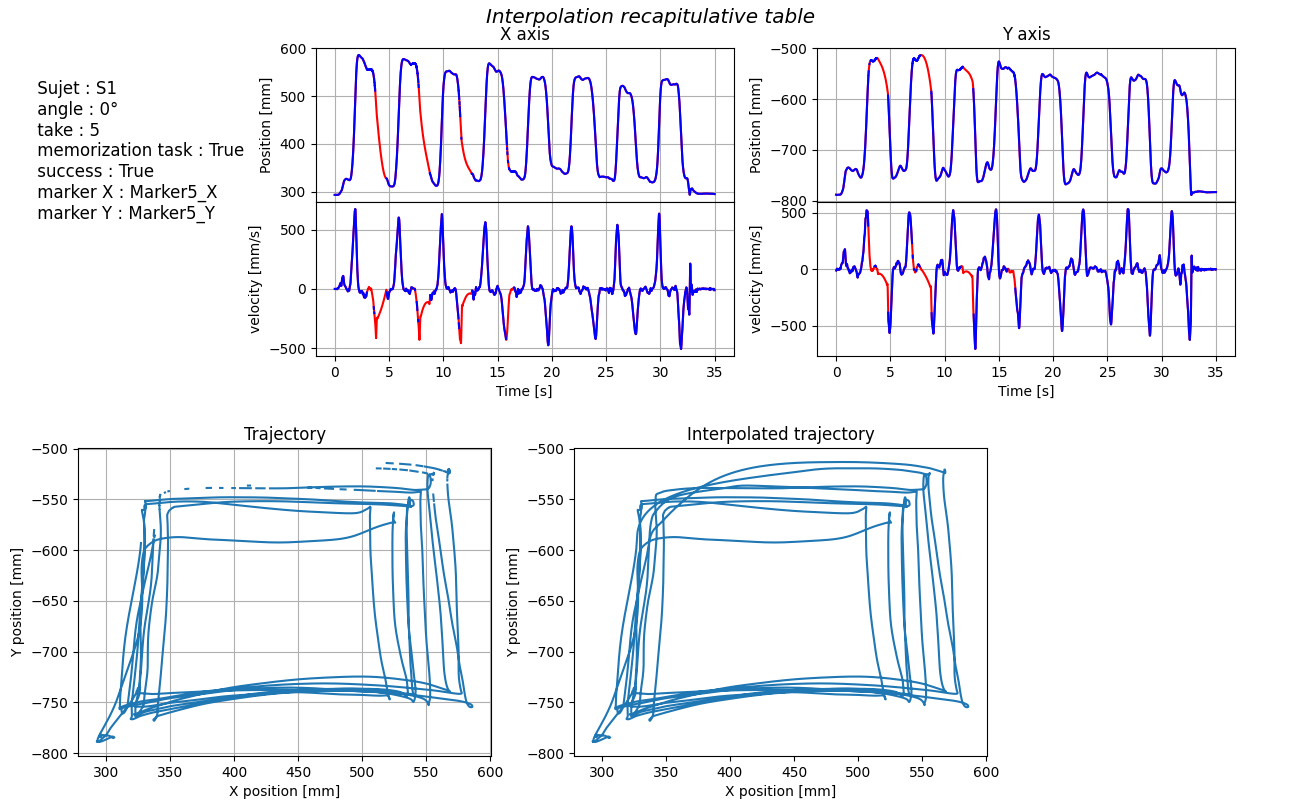 Interpolation recapitulative table
Sujet : S1
angle : 0°
take : 5
memorization task : True
success : True
marker X : Marker5_X
marker Y : Marker5_Y
X axis
Position [mm]
600
500
400
300
velocity [mm/s]
500
0
−500
0 5 10 15 20 25 30 35
Time [s]
Y axis
Position [mm]
−500
−600
−700
−800
velocity [mm/s]
500
0
−500
0 5 10 15 20 25 30 35
Time [s]
Trajectory
Y position [mm]
−500
−550
−600
−650
−700
−750
−800
300 350 400 450 500 550 600
X position [mm]
Interpolated trajectory
Y position [mm]
−500
−550
−600
−650
−700
−750
−800
300 350 400 450 500 550 600
X position [mm]